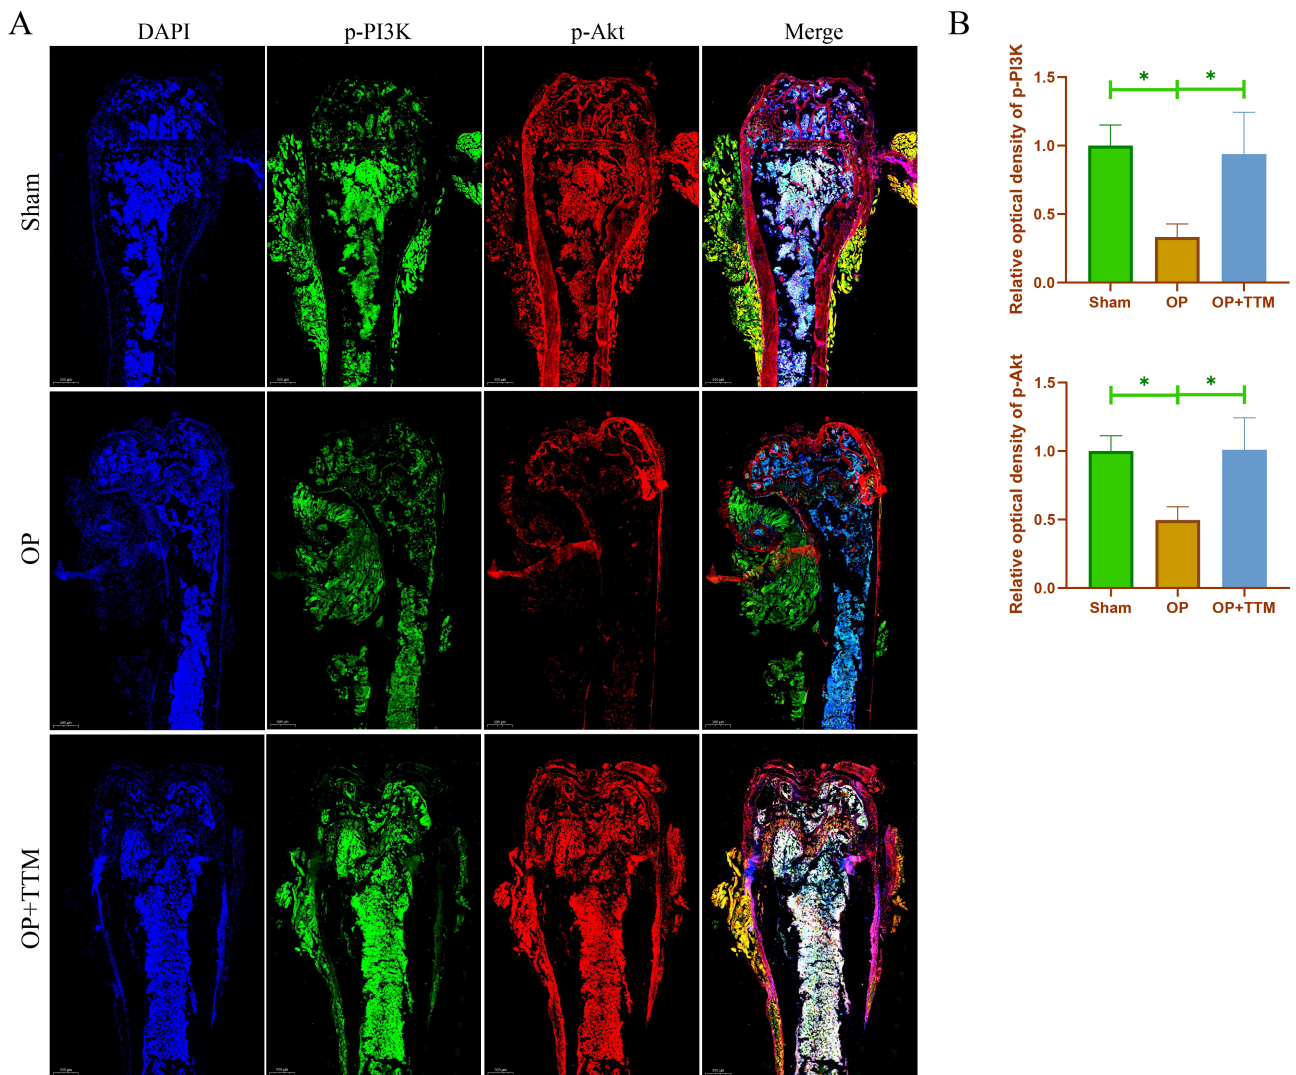 A
B
DAPI
p-PI3K
p-Akt
Merge
Sham
OP
OP+TTM
Relative optical density of p-PI3K
1.5
1.0
0.5
0.0
*
*
Sham
OP
OP+TTM
Relative optical density of p-Akt
1.5
1.0
0.5
0.0
*
*
Sham
OP
OP+TTM
500 μm